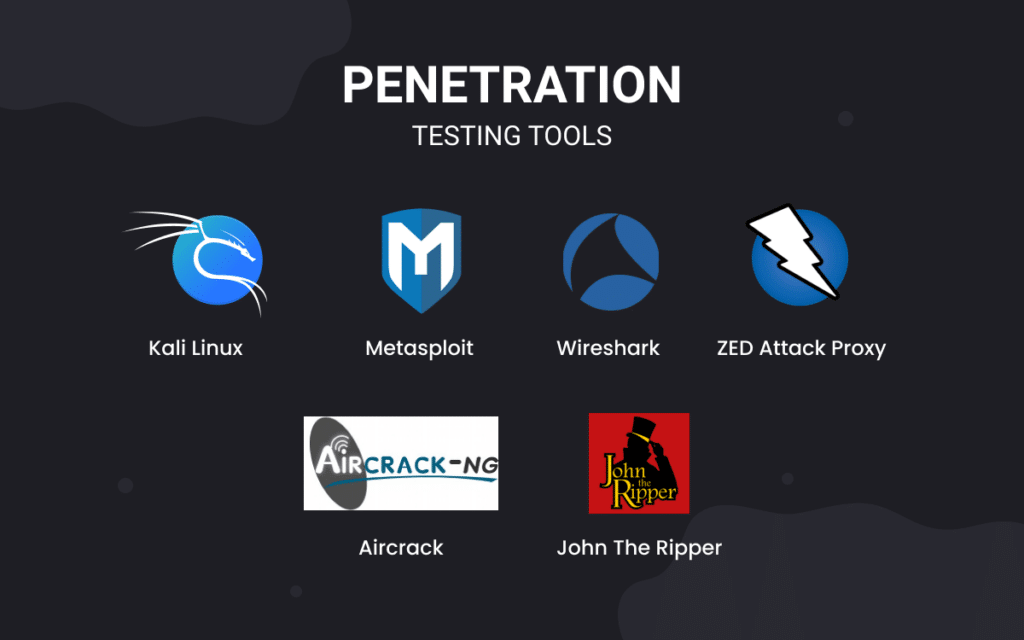 PENETRATION
TESTING TOOLS
M
Kali Linux
Metasploit
Wireshark
ZED Attack Proxy
AIRCRACK-NG
John
the
Ripper
Aircrack
John The Ripper